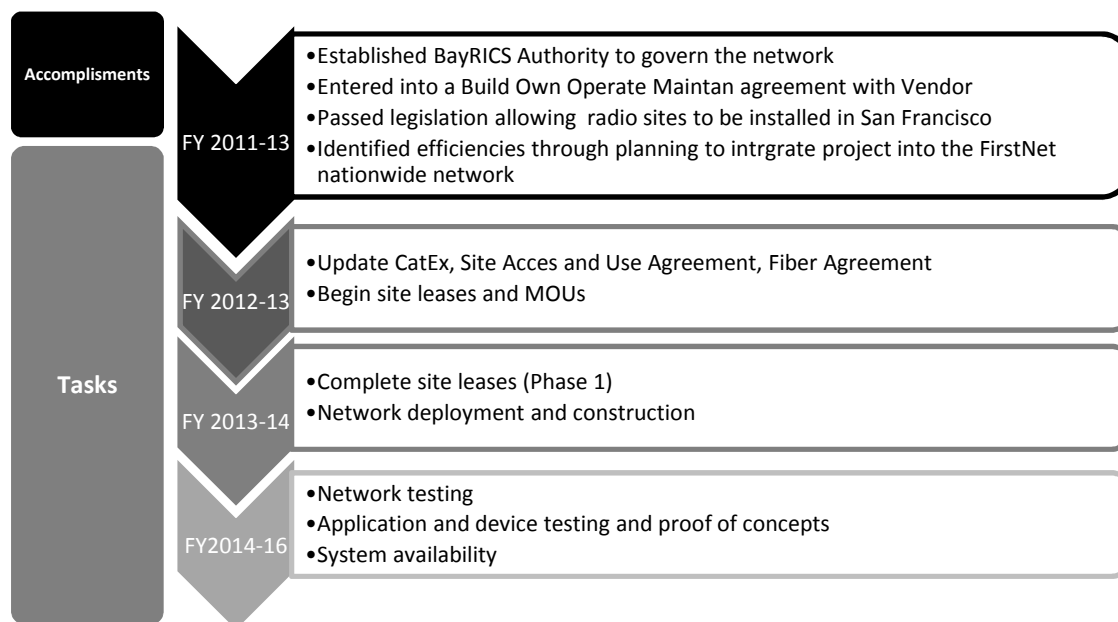 Accomplisments
FY 2011-13
•Established BayRICS Authority to govern the network
•Entered into a Build Own Operate Maintan agreement with Vendor
•Passed legislation allowing radio sites to be installed in San Francisco
•Identified efficiencies through planning to intrgrate project into the FirstNet
nationwide network
Tasks
FY 2012-13
•Update CatEx, Site Acces and Use Agreement, Fiber Agreement
•Begin site leases and MOUs
FY 2013-14
•Complete site leases (Phase 1)
•Network deployment and construction
FY2014-16
•Network testing
•Application and device testing and proof of concepts
•System availability